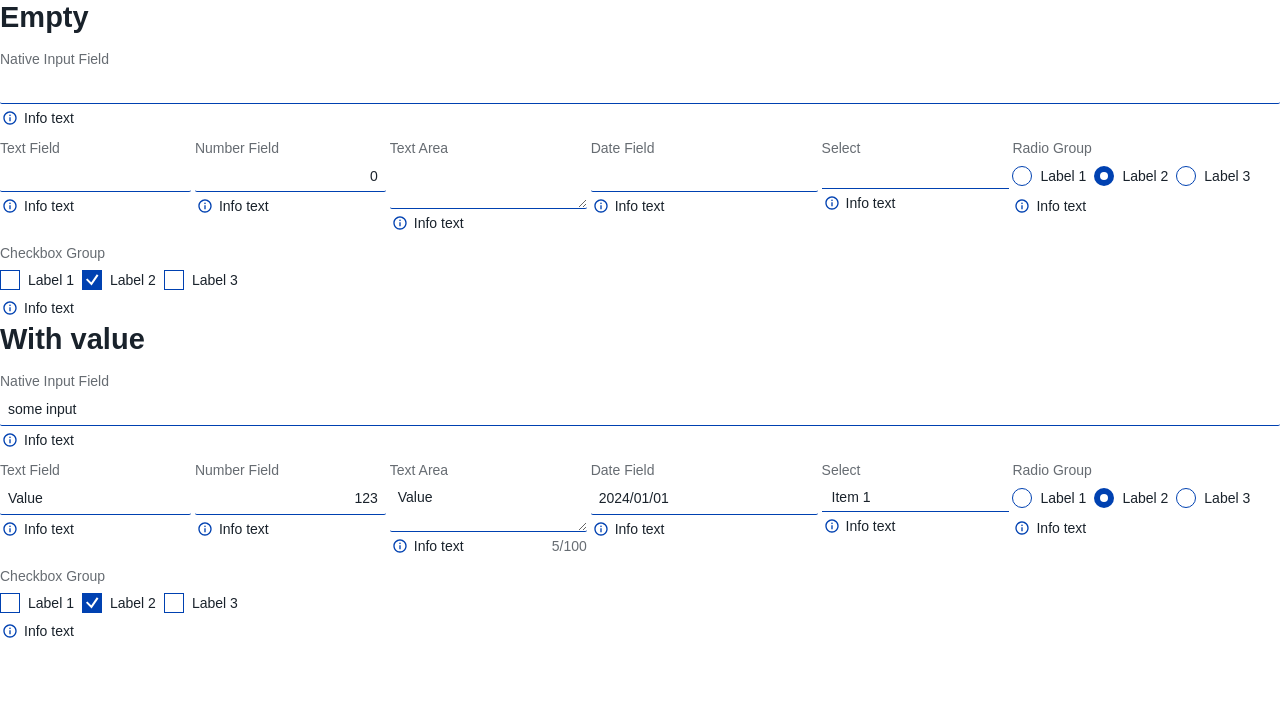 Empty
Native Input Field
Info text
Text Field Number Field Text Area Date Field Select Radio Group
0 Label 1 Label 2 Label 3
Info text Info text Info text Info text Info text Info text
Checkbox Group
Label 1 Label 2 Label 3
Info text
With value
Native Input Field
some input
Info text
Text Field Number Field Text Area Date Field Select Radio Group
Value 123 Value 2024/01/01 Item 1 Label 1 Label 2 Label 3
Info text Info text Info text 5/100 Info text Info text Info text
Checkbox Group
Label 1 Label 2 Label 3
Info text